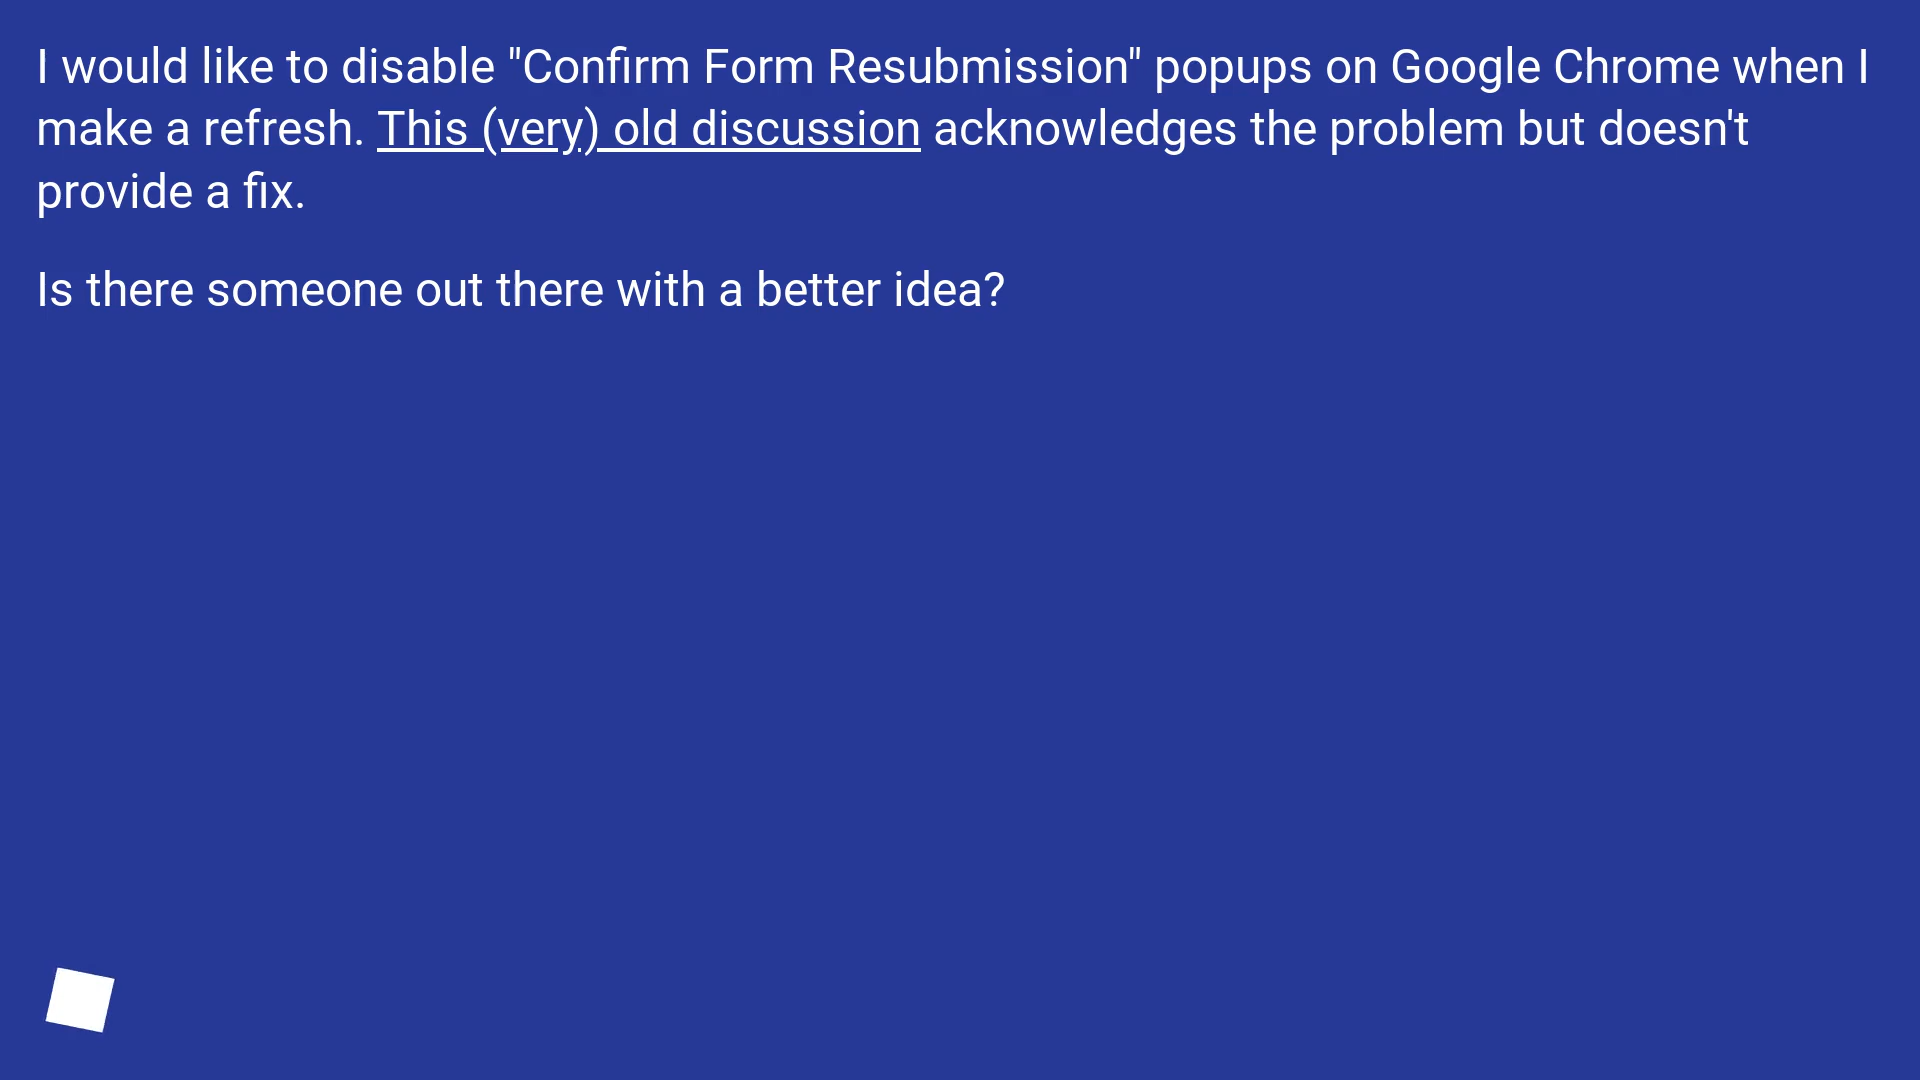 I would like to disable "Confirm Form Resubmission" popups on Google Chrome when I
make a refresh. This (very) old discussion acknowledges the problem but doesn't
provide a fix.
Is there someone out there with a better idea?